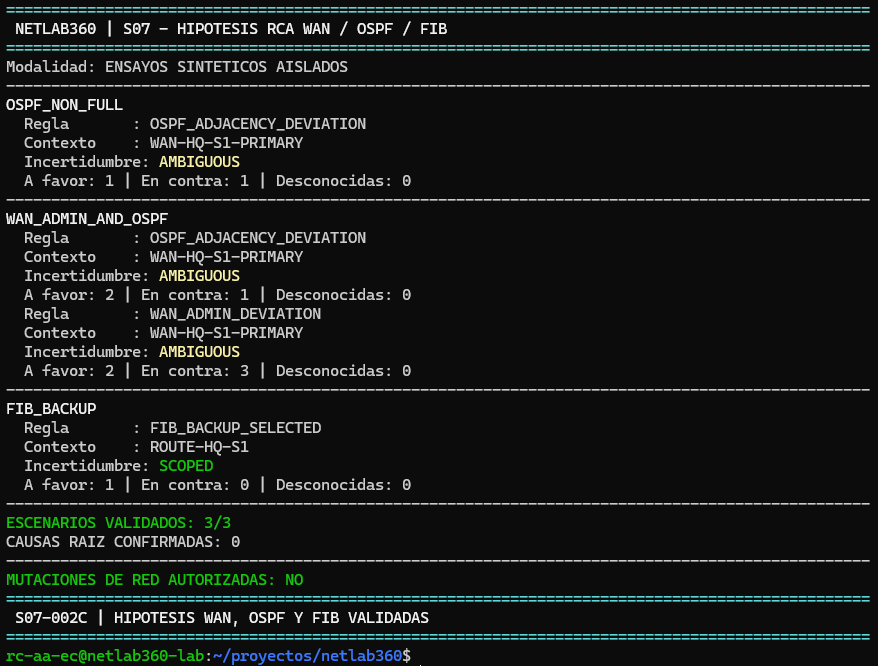 NETLAB360 | S07 - HIPOTESIS RCA WAN / OSPF / FIB
Modalidad: ENSAYOS SINTETICOS AISLADOS
OSPF_NON_FULL
Regla : OSPF_ADJACENCY_DEVIATION
Contexto : WAN-HQ-S1-PRIMARY
Incertidumbre: AMBIGUOUS
A favor: 1 | En contra: 1 | Desconocidas: 0
WAN_ADMIN_AND_OSPF
Regla : OSPF_ADJACENCY_DEVIATION
Contexto : WAN-HQ-S1-PRIMARY
Incertidumbre: AMBIGUOUS
A favor: 2 | En contra: 1 | Desconocidas: 0
Regla : WAN_ADMIN_DEVIATION
Contexto : WAN-HQ-S1-PRIMARY
Incertidumbre: AMBIGUOUS
A favor: 2 | En contra: 3 | Desconocidas: 0
FIB_BACKUP
Regla : FIB_BACKUP_SELECTED
Contexto : ROUTE-HQ-S1
Incertidumbre: SCOPED
A favor: 1 | En contra: 0 | Desconocidas: 0
ESCENARIOS VALIDADOS: 3/3
CAUSAS RAIZ CONFIRMADAS: 0
MUTACIONES DE RED AUTORIZADAS: NO
S07-002C | HIPOTESIS WAN, OSPF Y FIB VALIDADAS
rc-aa-ec@netlab360-lab:~/proyectos/netlab360$